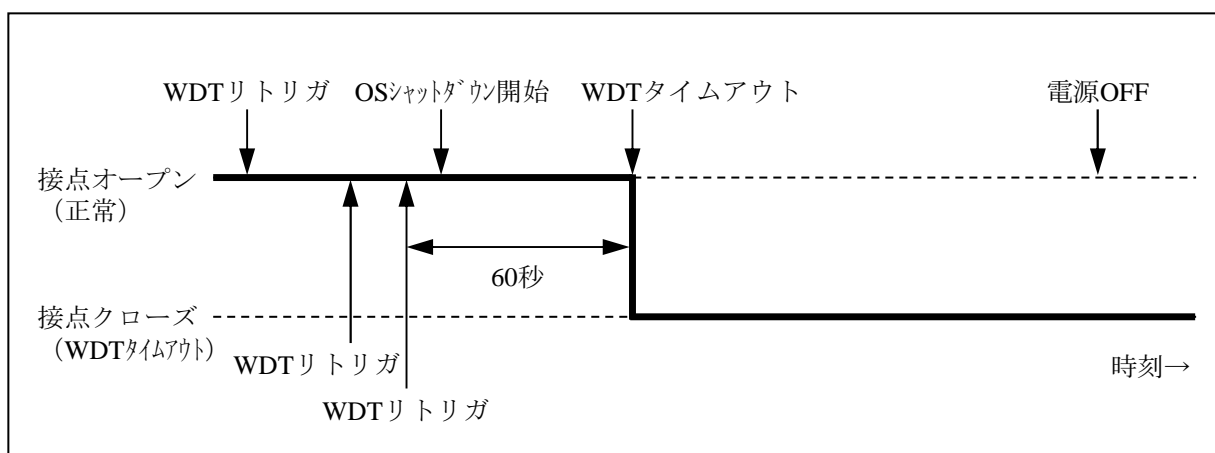 WDTリトリガ
OSｼｬｯﾄﾀﾞｳﾝ開始
WDTタイムアウト
電源OFF
接点オープン
（正常）
60秒
接点クローズ
（WDTﾀｲﾑｱｳﾄ）
WDTリトリガ
時刻→
WDTリトリガ